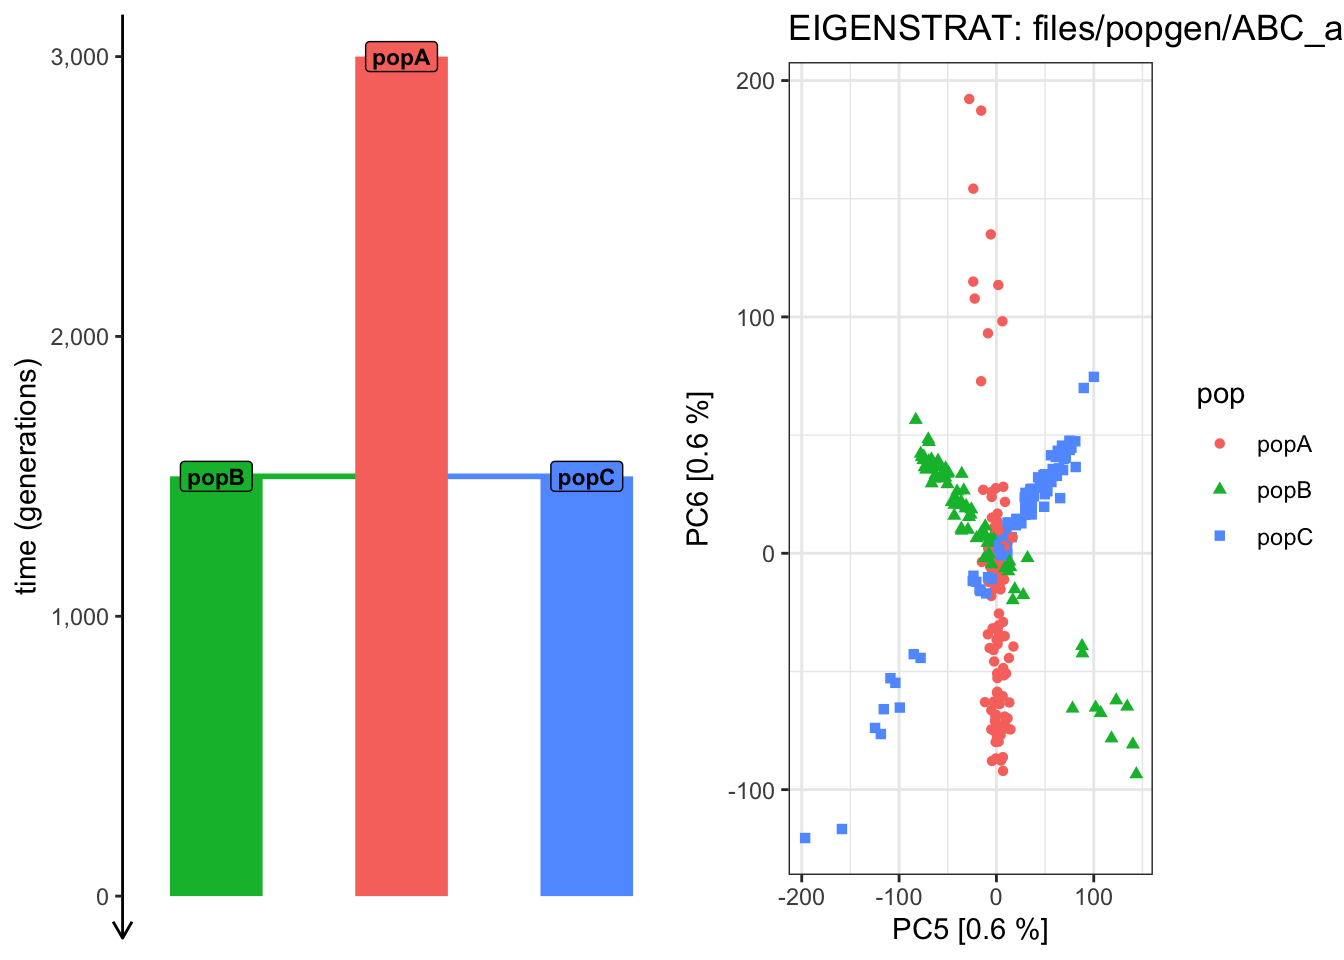 3,000
2,000
1,000
0
time (generations)
popA
popB
popC
EIGENSTRAT: files/popgen/ABC_a
200
100
0
-100
PC6 [0.6 %]
-200
-100
0
100
PC5 [0.6 %]
pop
popA
popB
popC